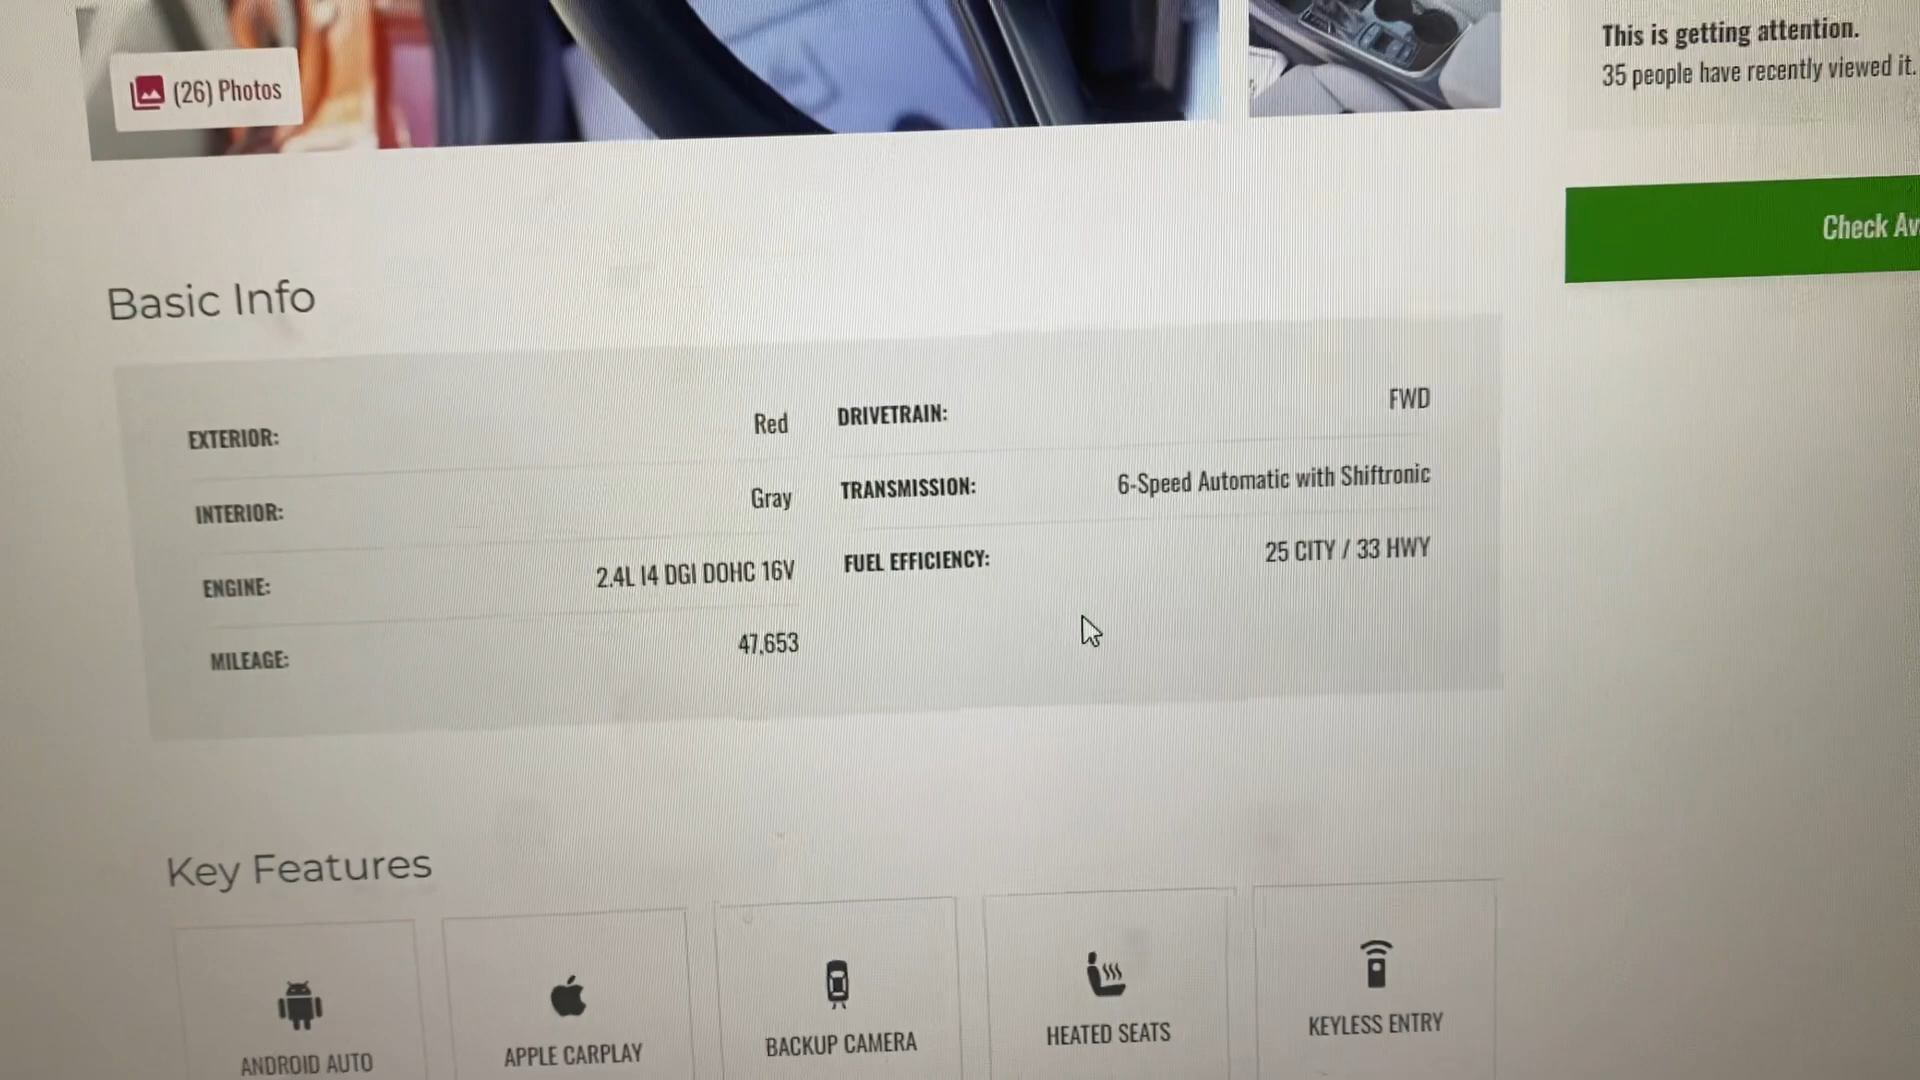 This is getting attention.
35 people have recently viewed it.
(26) Photos
Check
Basic Info
EXTERIOR: Red
DRIVETRAIN: FWD
INTERIOR: Gray
TRANSMISSION: 6-Speed Automatic with Shiftronic
ENGINE: 2.4L I4 DGI DOHC 16V
FUEL EFFICIENCY: 25 CITY / 33 HWY
MILEAGE: 47,653
Key Features
ANDROID AUTO
APPLE CARPLAY
BACKUP CAMERA
HEATED SEATS
KEYLESS ENTRY